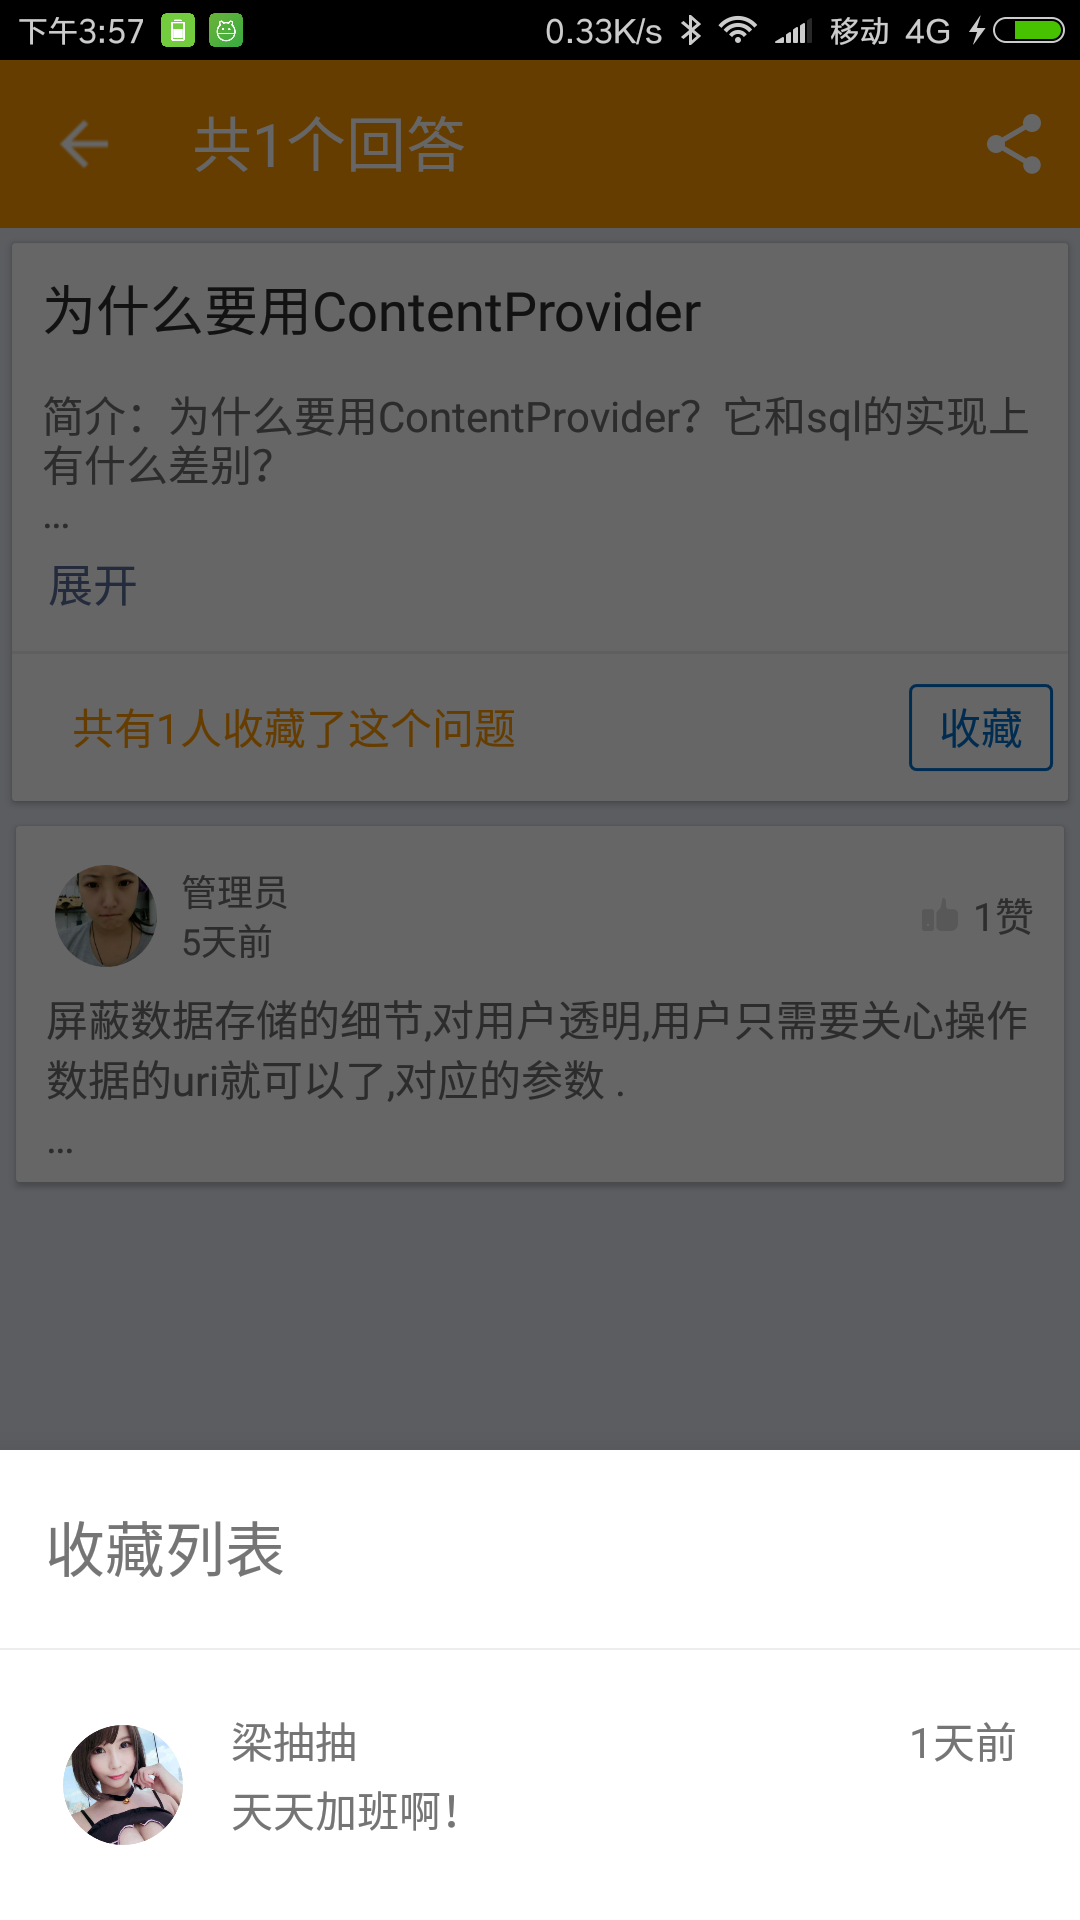 下午3:57 0.33K/s 移动 4G
共1个回答
为什么要用ContentProvider
简介：为什么要用ContentProvider？它和sql的实现上
有什么差别？
...
展开
共有1人收藏了这个问题 收藏
管理员
5天前
1赞
屏蔽数据存储的细节,对用户透明,用户只需要关心操作
数据的uri就可以了,对应的参数 .
...
收藏列表
梁抽抽 1天前
天天加班啊！